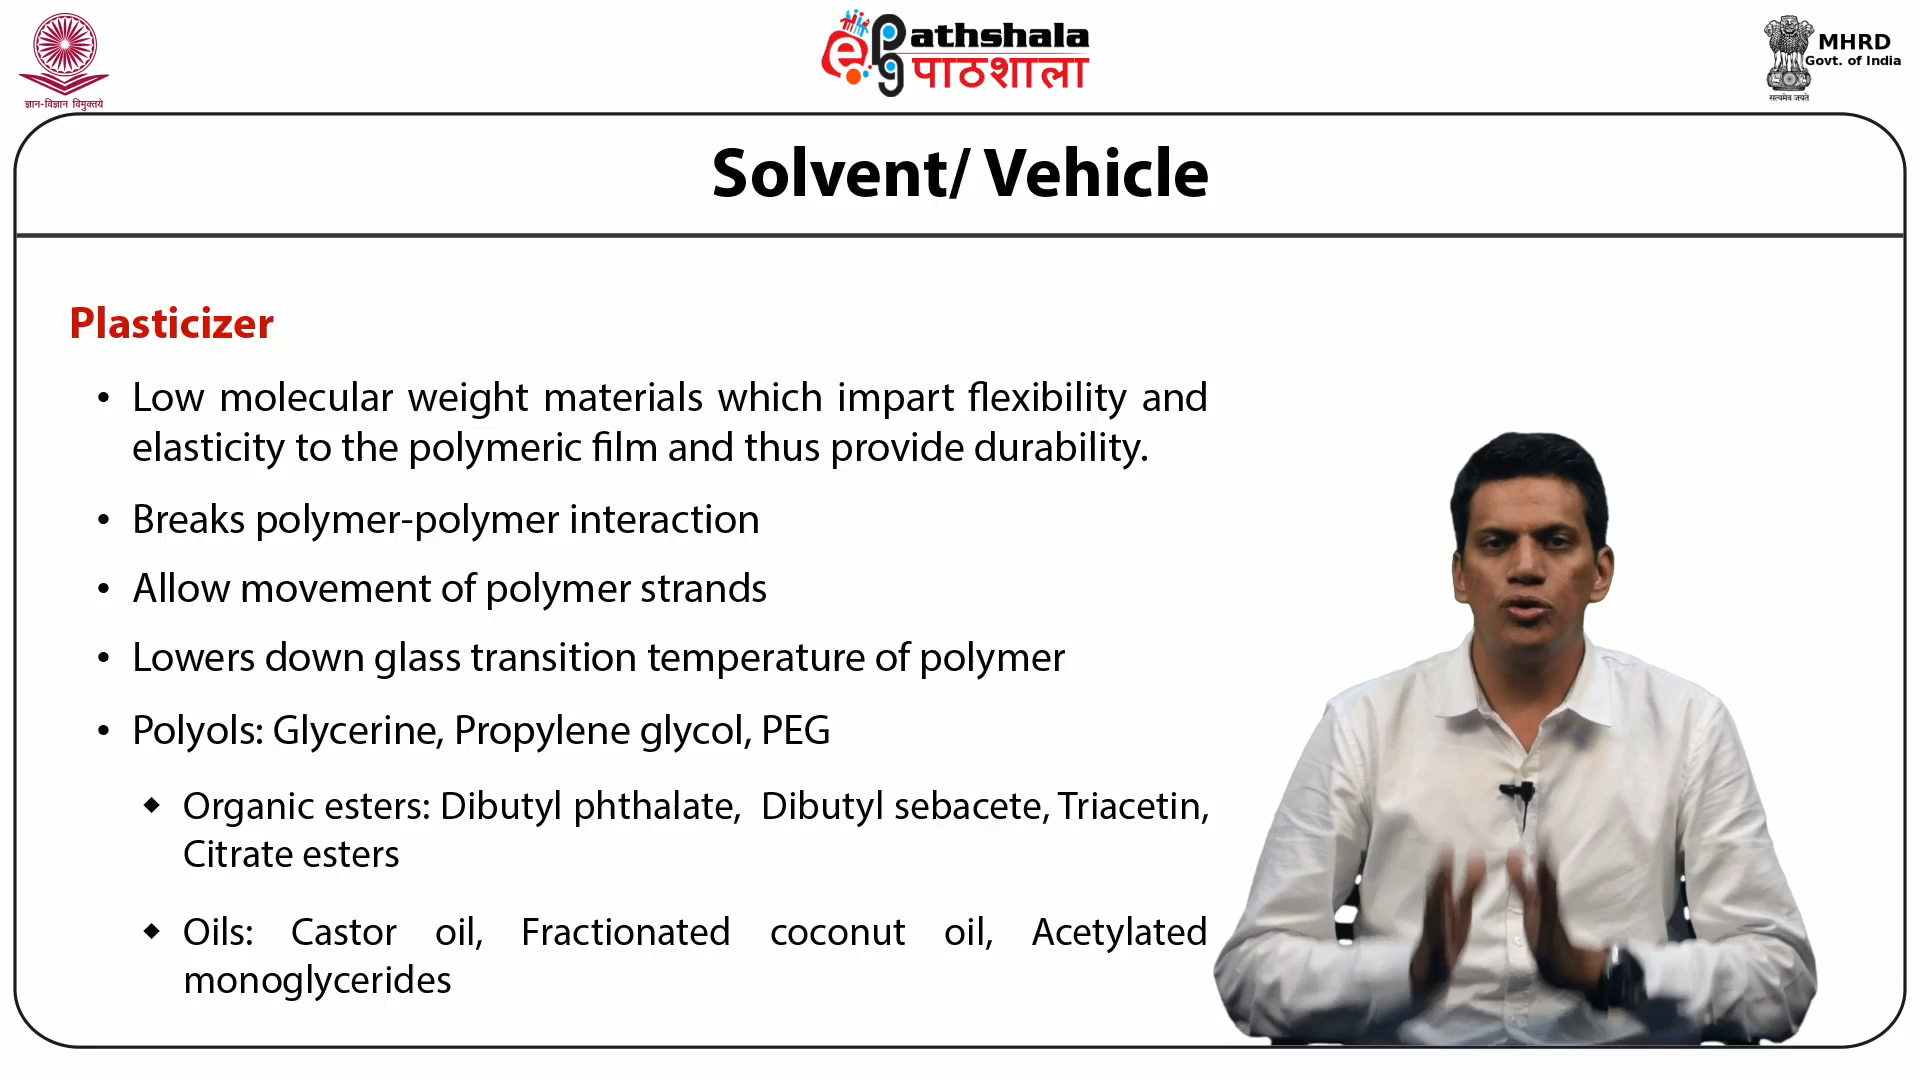 ज्ञान-विज्ञान विमुक्तये
ePathshala
पाठशाला
MHRD
Govt. of India
सत्यमेव जयते
Solvent/ Vehicle
Plasticizer
• Low molecular weight materials which impart flexibility and
elasticity to the polymeric film and thus provide durability.
• Breaks polymer-polymer interaction
• Allow movement of polymer strands
• Lowers down glass transition temperature of polymer
• Polyols: Glycerine, Propylene glycol, PEG
◆ Organic esters: Dibutyl phthalate, Dibutyl sebacete, Triacetin,
Citrate esters
◆ Oils: Castor oil, Fractionated coconut oil, Acetylated
monoglycerides